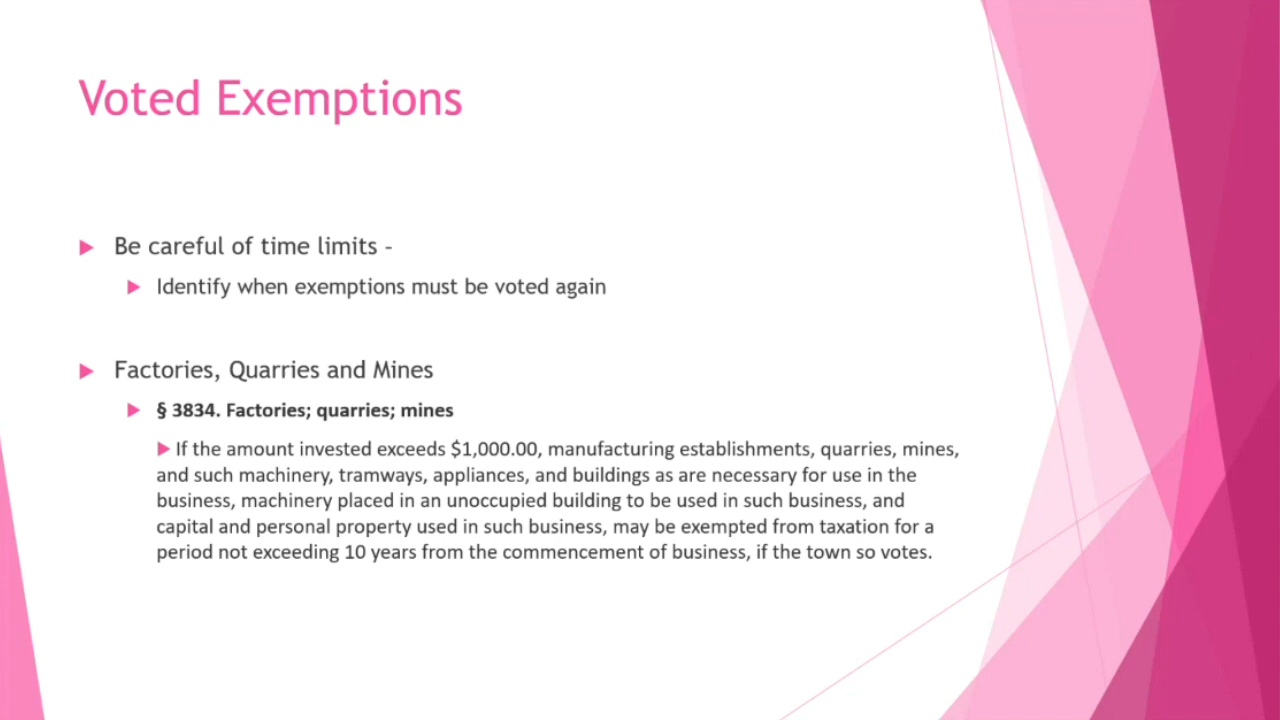 Voted Exemptions
Be careful of time limits -
Identify when exemptions must be voted again
Factories, Quarries and Mines
§ 3834. Factories; quarries; mines
If the amount invested exceeds $1,000.00, manufacturing establishments, quarries, mines,
and such machinery, tramways, appliances, and buildings as are necessary for use in the
business, machinery placed in an unoccupied building to be used in such business, and
capital and personal property used in such business, may be exempted from taxation for a
period not exceeding 10 years from the commencement of business, if the town so votes.